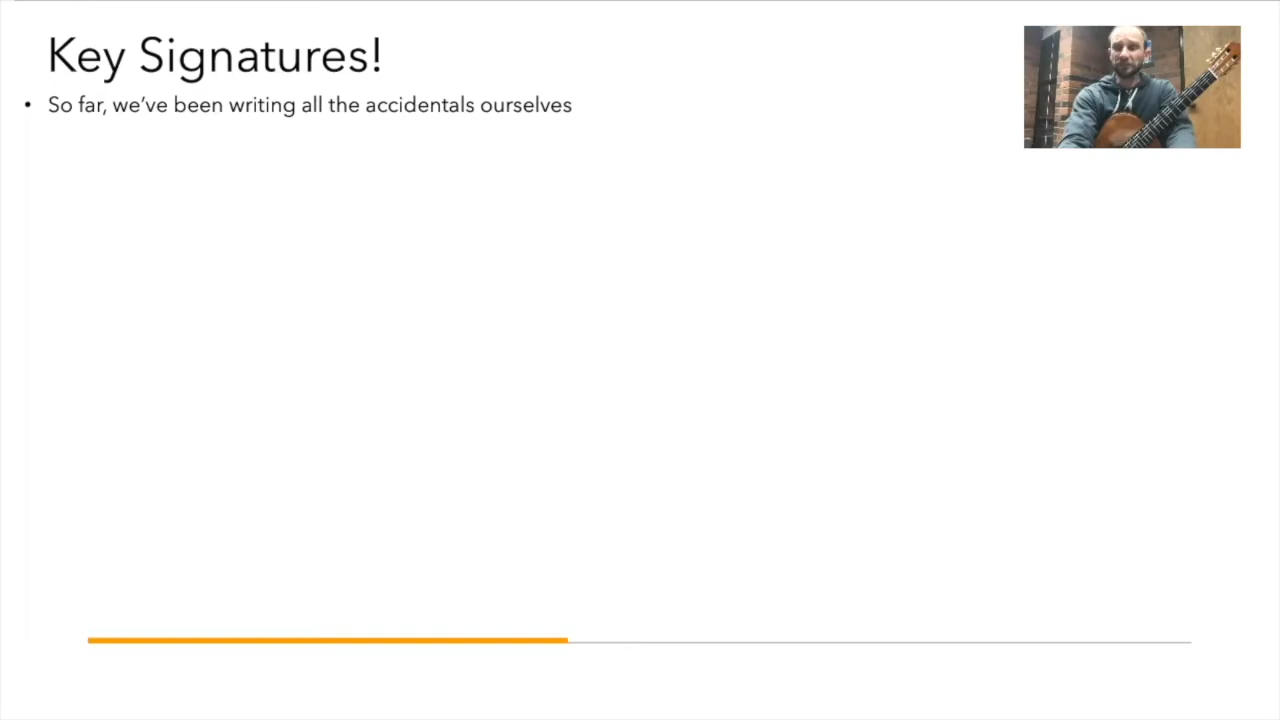 Key Signatures!
• So far, we’ve been writing all the accidentals ourselves